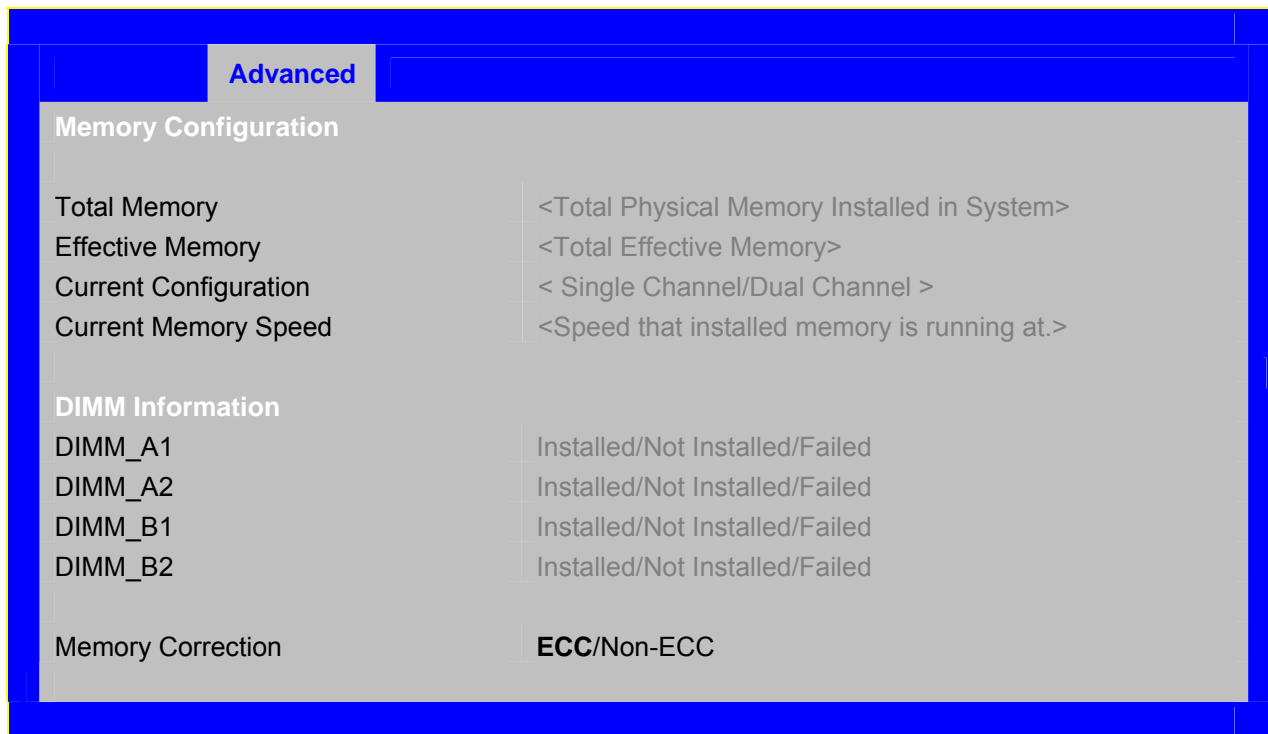 Advanced
Memory Configuration
Total Memory <Total Physical Memory Installed in System>
Effective Memory <Total Effective Memory>
Current Configuration < Single Channel/Dual Channel >
Current Memory Speed <Speed that installed memory is running at.>
DIMM Information
DIMM_A1 Installed/Not Installed/Failed
DIMM_A2 Installed/Not Installed/Failed
DIMM_B1 Installed/Not Installed/Failed
DIMM_B2 Installed/Not Installed/Failed
Memory Correction ECC/Non-ECC